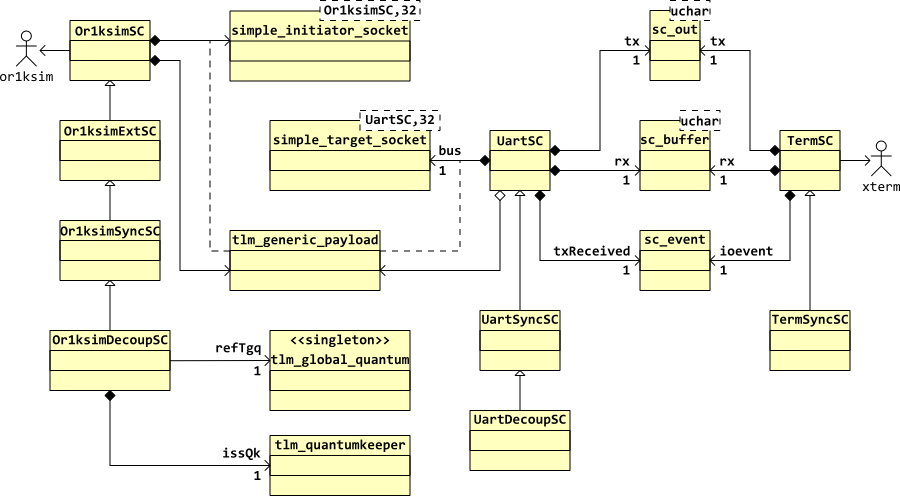 Or1ksimSC,32
uchar
Or1ksimSC
simple_initiator_socket
sc_out
tx
1
tx
1
or1ksim
UartSC,32
uchar
Or1ksimExtSC
simple_target_socket
UartSC
sc_buffer
TermSC
bus
1
rx
1
rx
1
xterm
Or1ksimSyncSC
tlm_generic_payload
sc_event
txReceived
1
ioevent
1
UartSyncSC
TermSyncSC
Or1ksimDecoupSC
<<singleton>>
tlm_global_quantum
refTgq
1
UartDecoupSC
tlm_quantumkeeper
issQk
1